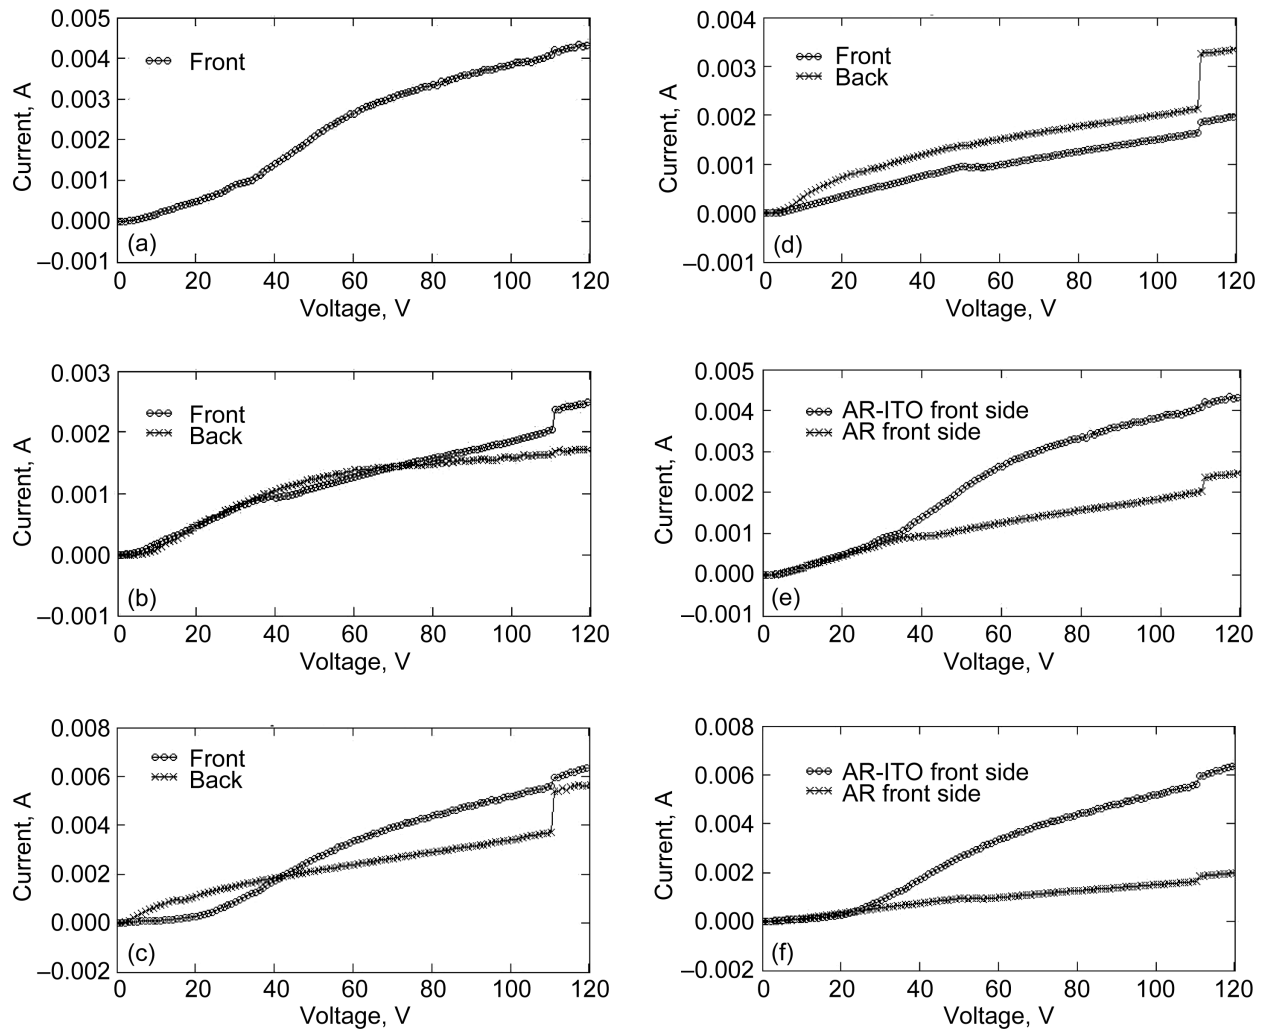 0.005
0.004
0.003
0.002
0.001
0.000
–0.001
Current, A
Front
(a)
0 20 40 60 80 100 120
Voltage, V
0.003
0.002
0.001
0.000
–0.001
Current, A
Front
Back
(b)
0 20 40 60 80 100 120
Voltage, V
0.008
0.006
0.004
0.002
0.000
–0.002
Current, A
Front
Back
(c)
0 20 40 60 80 100 120
Voltage, V
0.004
0.003
0.002
0.001
0.000
–0.001
Current, A
Front
Back
(d)
0 20 40 60 80 100 120
Voltage, V
0.005
0.004
0.003
0.002
0.001
0.000
–0.001
Current, A
AR-ITO front side
AR front side
(e)
0 20 40 60 80 100 120
Voltage, V
0.008
0.006
0.004
0.002
0.000
–0.002
Current, A
AR-ITO front side
AR front side
(f)
0 20 40 60 80 100 120
Voltage, V